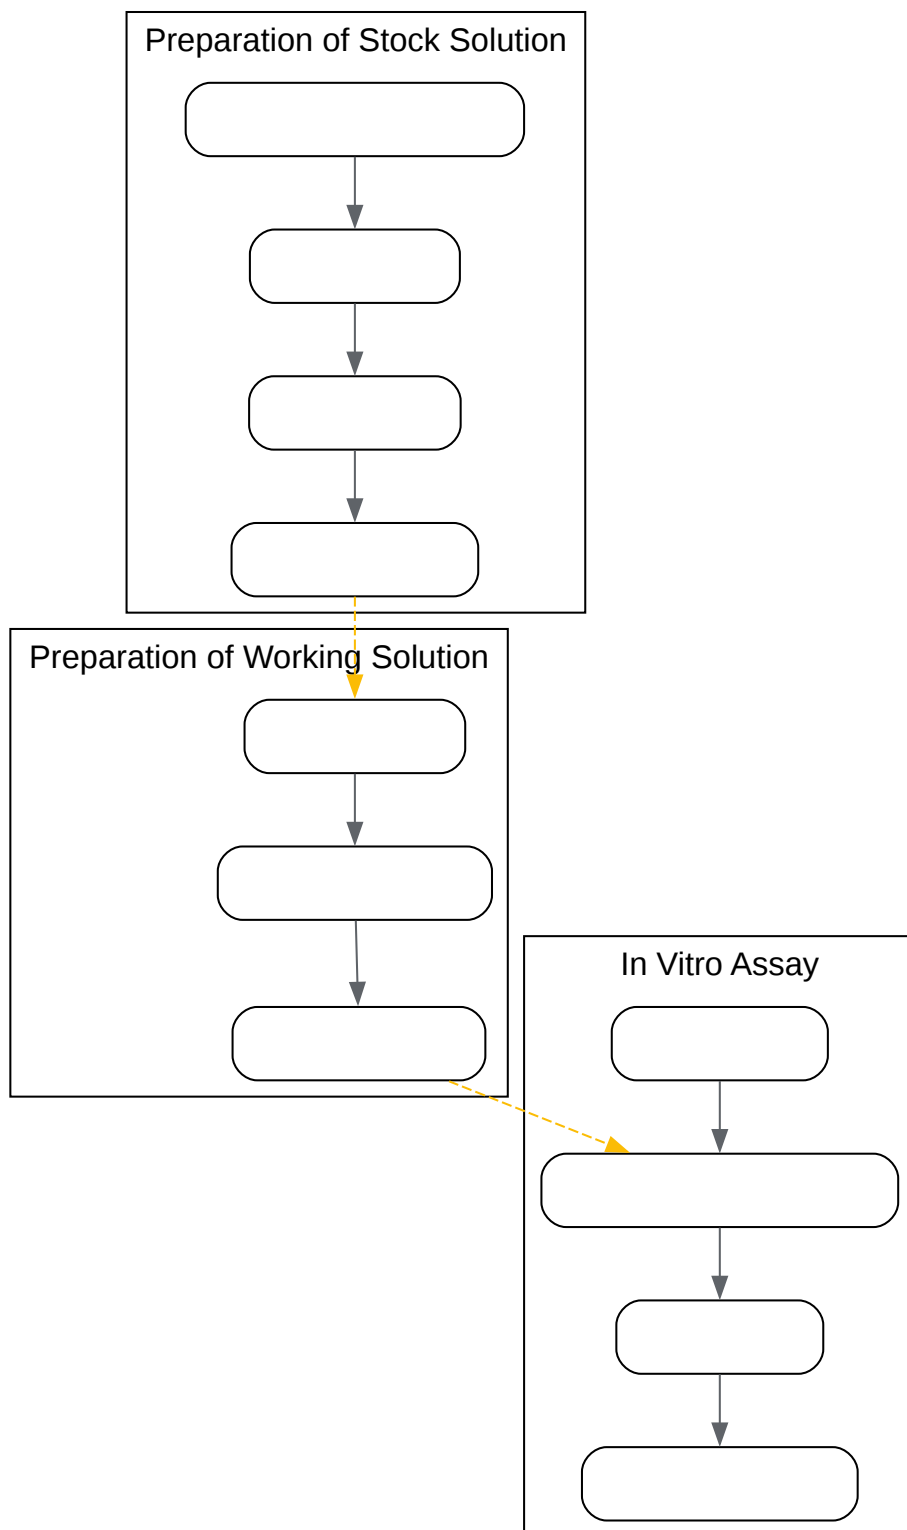 Preparation of Stock Solution
Preparation of Working Solution
In Vitro Assay